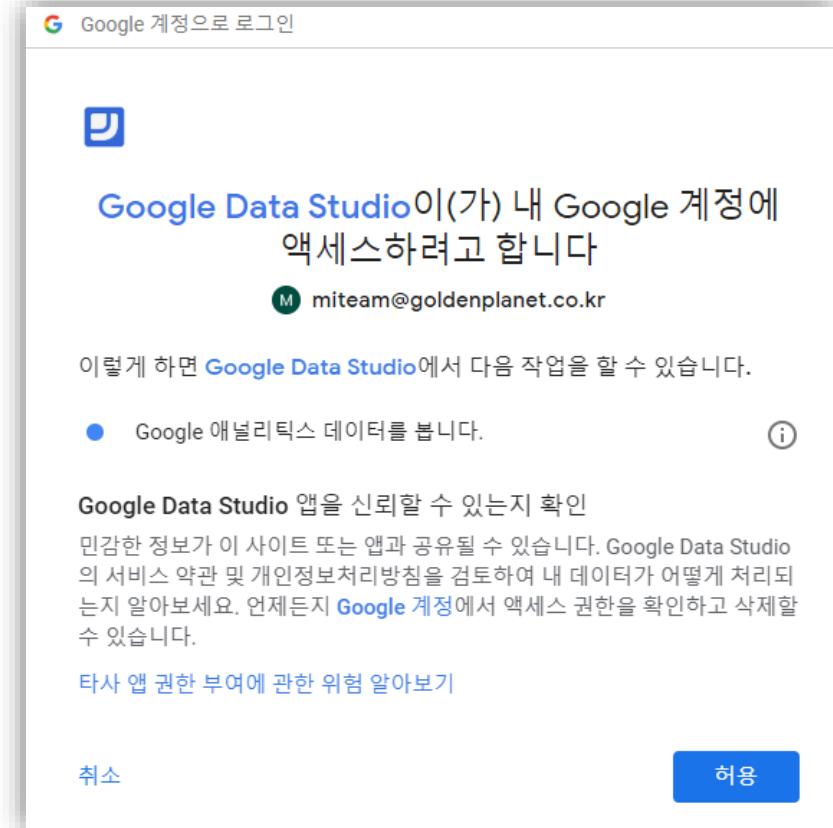 Google 계정으로 로그인
Google Data Studio이(가) 내 Google 계정에
액세스하려고 합니다
M miteam@goldenplanet.co.kr
이렇게 하면 Google Data Studio에서 다음 작업을 할 수 있습니다.
Google 애널리틱스 데이터를 봅니다.
Google Data Studio 앱을 신뢰할 수 있는지 확인
민감한 정보가 이 사이트 또는 앱과 공유될 수 있습니다. Google Data Studio
의 서비스 약관 및 개인정보처리방침을 검토하여 내 데이터가 어떻게 처리되
는지 알아보세요. 언제든지 Google 계정에서 액세스 권한을 확인하고 삭제할
수 있습니다.
타사 앱 권한 부여에 관한 위험 알아보기
취소
허용